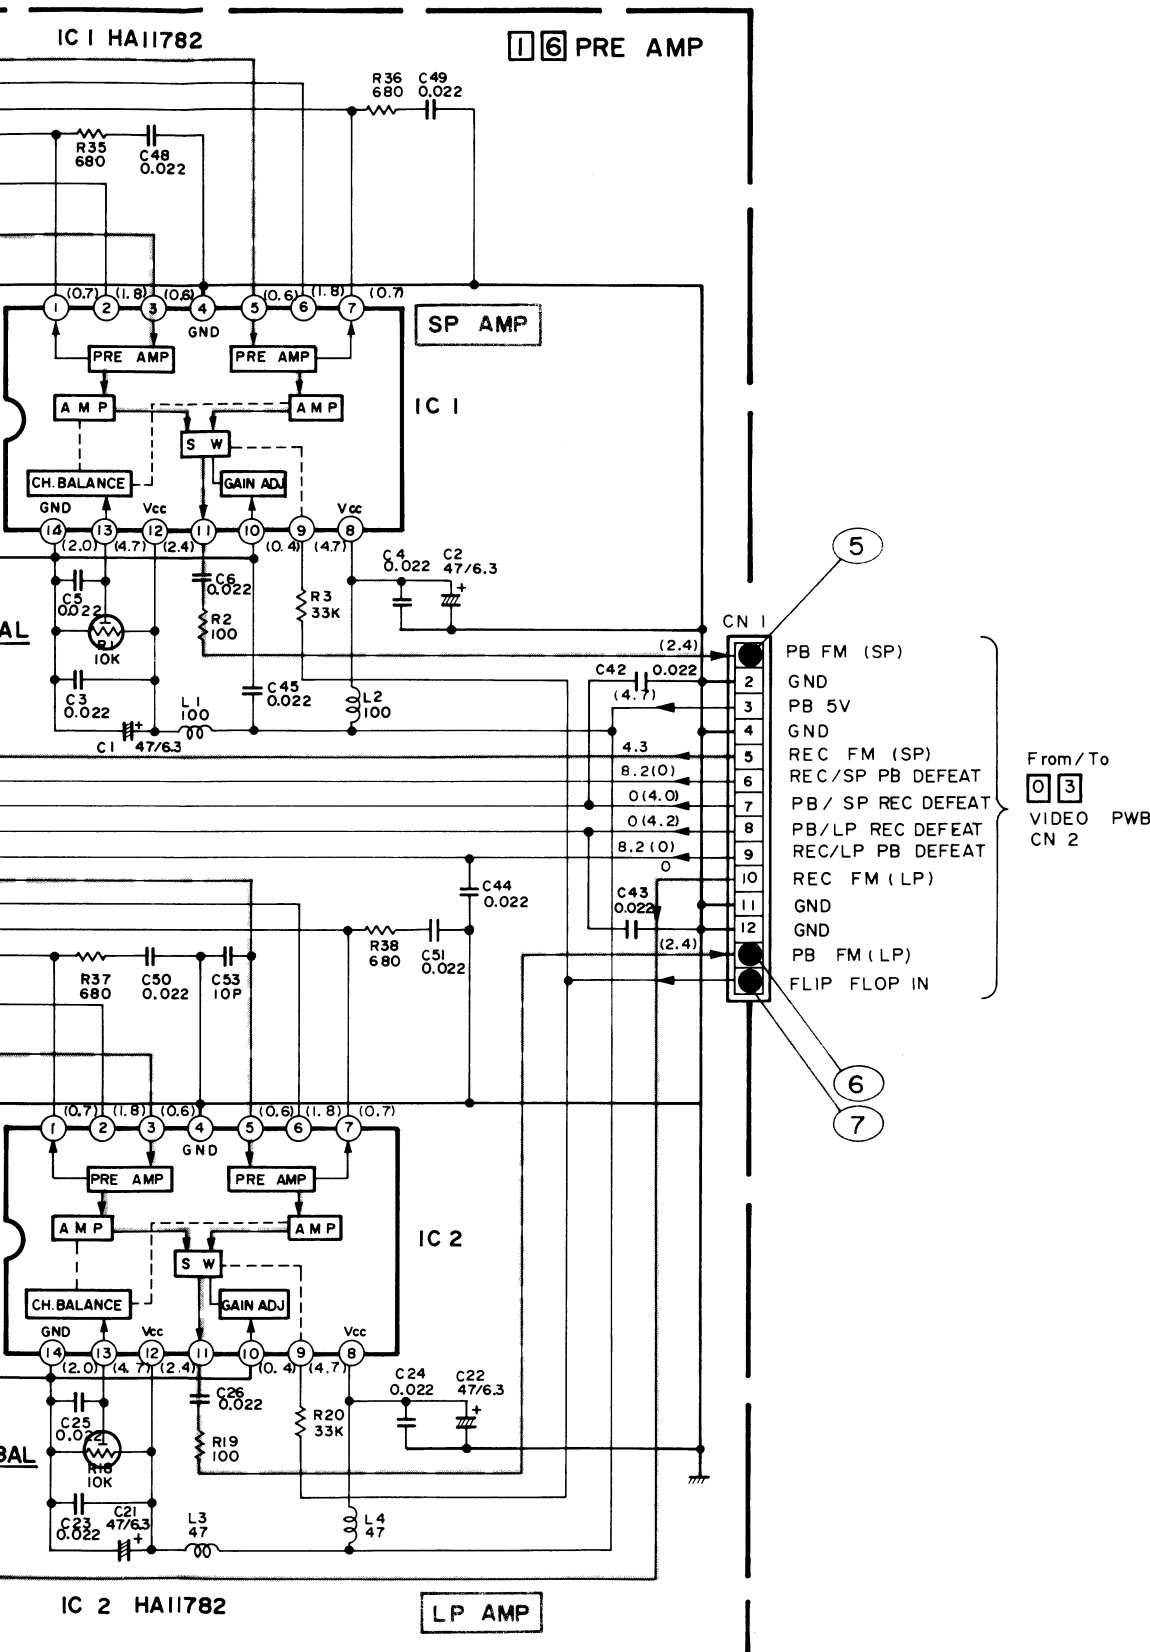 IC 1 HA11782
1 6 PRE AMP
R36
680
C49
0.022
R35
680
C48
0.022
(0.7) (1.8) (0.6) (0.6) (1.8) (0.7)
1 2 3 4 5 6 7
GND
SP AMP
PRE AMP
PRE AMP
AMP
AMP
IC 1
SW
CH. BALANCE
GAIN ADJ
GND
Vcc
Vcc
14 13 12 11 10 9 8
(2.0) (4.7) (2.4) (0.4) (4.7)
C4
0.022
C2
47/6.3
+
5
C5
0.022
C6
0.022
R2
100
R3
33K
AL
R1
10K
CN 1
(2.4)
PB FM (SP)
C42 0.022
2 GND
C3
0.022
L1
100
C45
0.022
L2
100
(4.7)
3 PB 5V
C1 47/6.3
+
4 GND
4.3
5 REC FM (SP)
8.2(0)
6 REC/SP PB DEFEAT
0(4.0)
7 PB/SP REC DEFEAT
0(4.2)
8 PB/LP REC DEFEAT
8.2(0)
9 REC/LP PB DEFEAT
0
10 REC FM (LP)
From/To
0 3
VIDEO PWB
CN 2
C44
0.022
C43
0.022
11 GND
12 GND
(2.4)
PB FM (LP)
FLIP FLOP IN
R38
680
C51
0.022
R37
680
C50
0.022
C53
10P
6
7
(0.7) (1.8) (0.6) (0.6) (1.8) (0.7)
1 2 3 4 5 6 7
GND
PRE AMP
PRE AMP
AMP
AMP
IC 2
SW
CH. BALANCE
GAIN ADJ
GND
Vcc
Vcc
14 13 12 11 10 9 8
(2.0) (4.7) (2.4) (0.4) (4.7)
C24
0.022
C22
47/6.3
+
C25
0.022
C26
0.022
R20
33K
R19
100
BAL
R18
10K
C23
0.022
C21
47/6.3
+
L3
47
L4
47
IC 2 HA11782
LP AMP